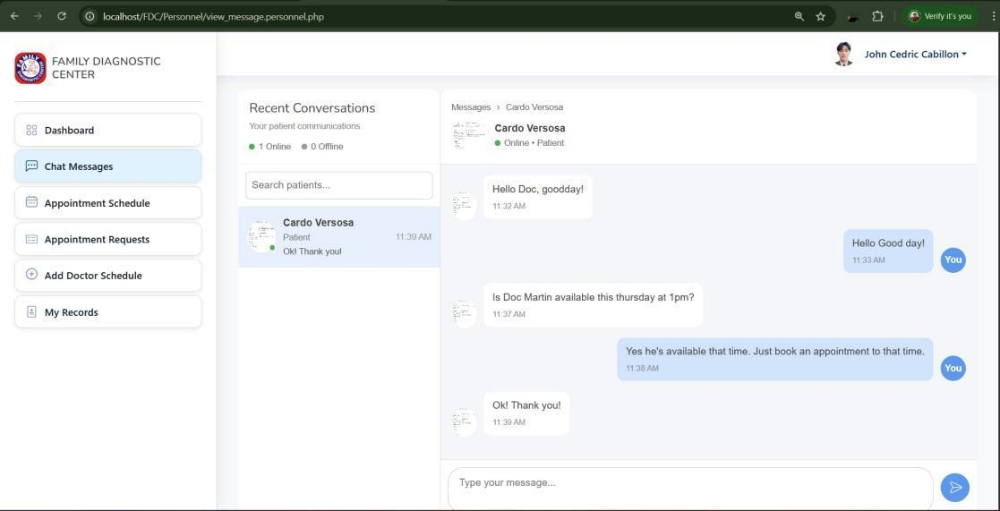 localhost/FDC/Personnel/view_message.personnel.php
Verify it's you
FAMILY DIAGNOSTIC
CENTER
John Cedric Cabillon
Dashboard
Chat Messages
Appointment Schedule
Appointment Requests
Add Doctor Schedule
My Records
Recent Conversations
Your patient communications
1 Online
0 Offline
Search patients...
Cardo Versosa
Patient
11:39 AM
Ok! Thank you!
Messages › Cardo Versosa
Cardo Versosa
Online • Patient
Hello Doc, goodday!
11:32 AM
Hello Good day!
11:33 AM
You
Is Doc Martin available this thursday at 1pm?
11:37 AM
Yes he's available that time. Just book an appointment to that time.
11:38 AM
You
Ok! Thank you!
11:39 AM
Type your message...